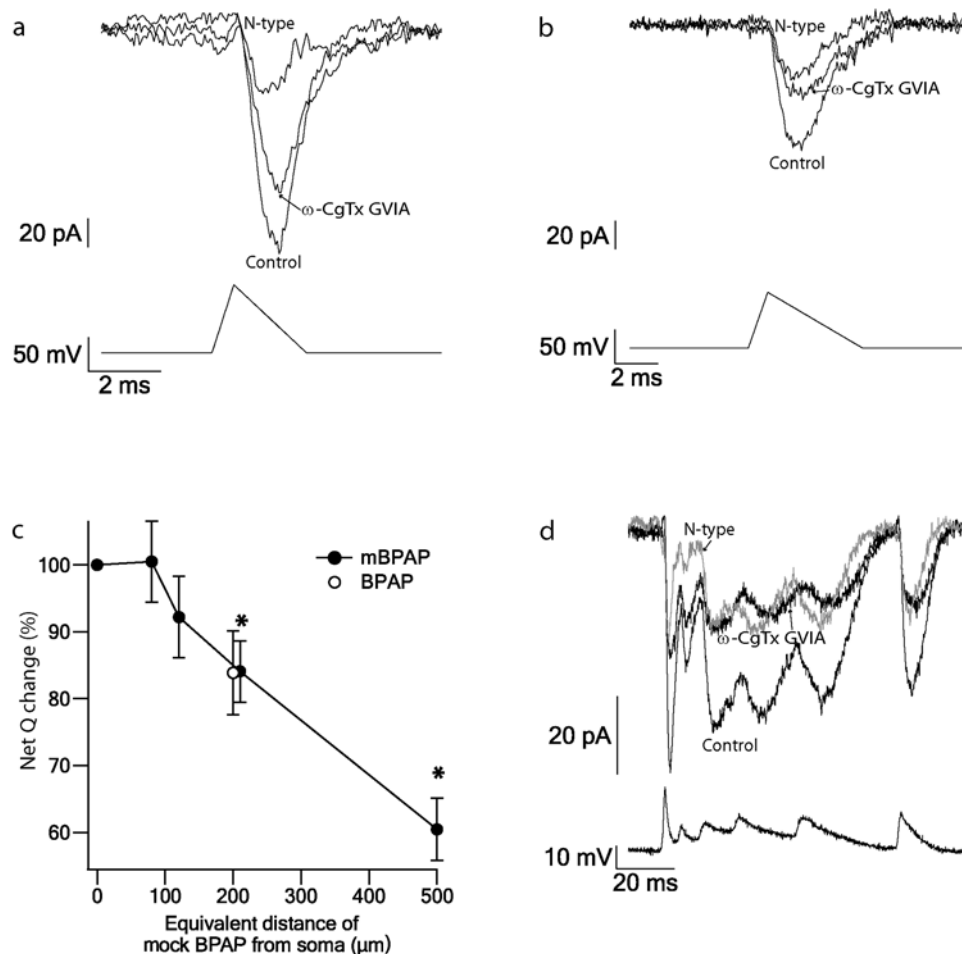 a
N-type
ω-CgTx GVIA
20 pA
Control
50 mV
2 ms
b
N-type
ω-CgTx GVIA
Control
20 pA
50 mV
2 ms
c
mBPAP
BPAP
*
*
Net Q change (%)
100
90
80
70
60
0 100 200 300 400 500
Equivalent distance of
mock BPAP from soma (μm)
d
N-type
ω-CgTx GVIA
20 pA
Control
10 mV
20 ms